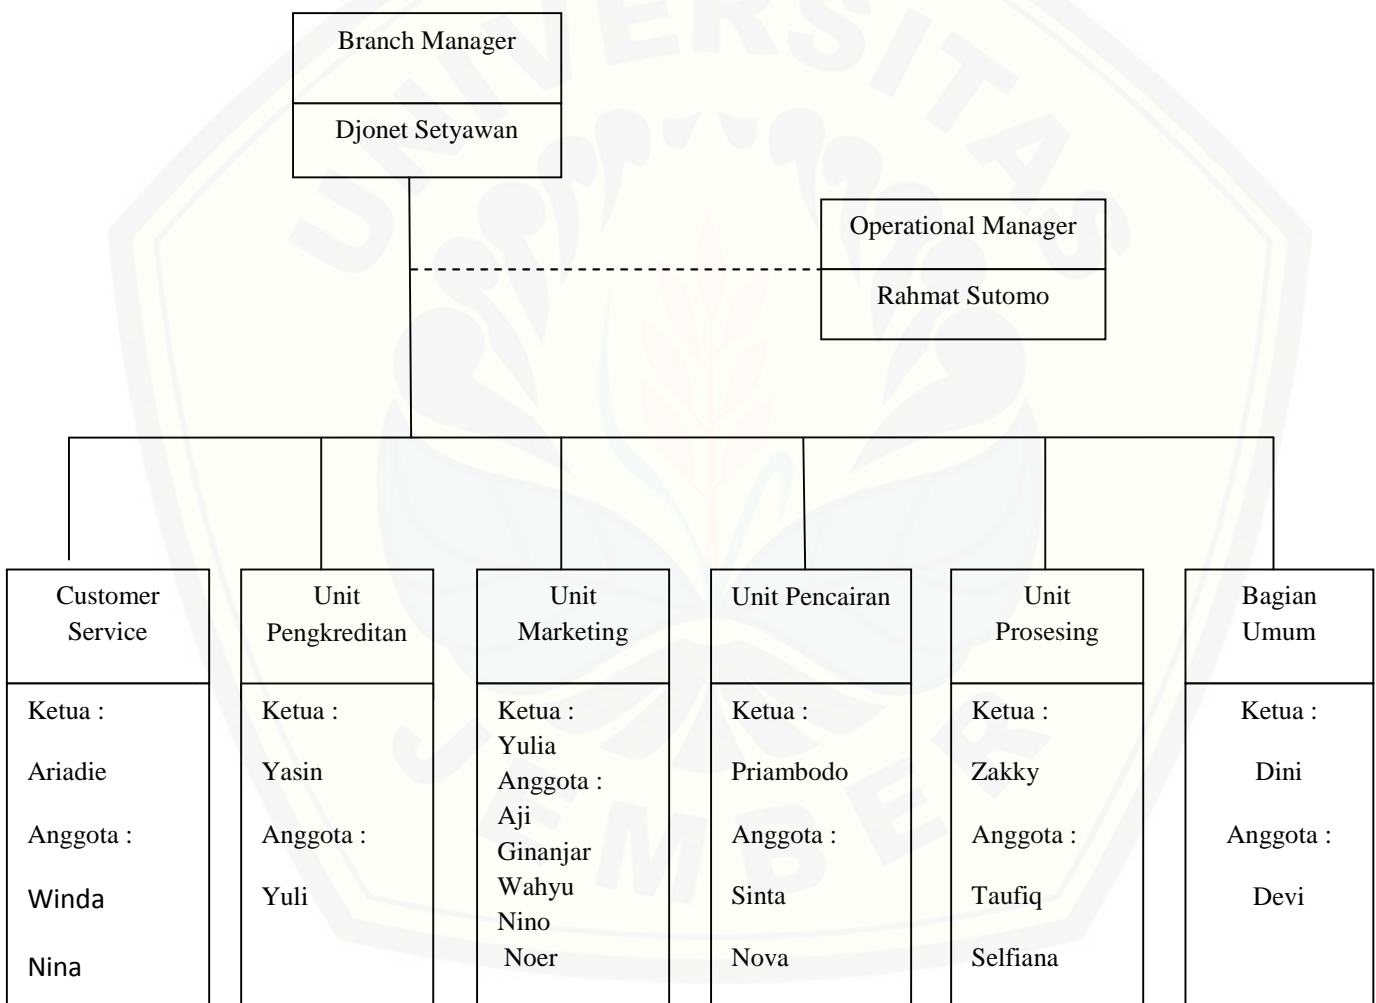 UNIVERSITAS
Branch Manager
Djonet Setyawan
Operational Manager
Rahmat Sutomo
Customer
Service
Ketua :
Ariadie
Anggota :
Winda
Nina
Unit
Pengkreditan
Ketua :
Yasin
Anggota :
Yuli
Unit
Marketing
Ketua :
Yulia
Anggota :
Aji
Ginanjar
Wahyu
Nino
Noer
Unit Pencairan
Ketua :
Priambodo
Anggota :
Sinta
Nova
Unit
Prosesing
Ketua :
Zakky
Anggota :
Taufiq
Selfiana
Bagian
Umum
Ketua :
Dini
Anggota :
Devi
JEMBER